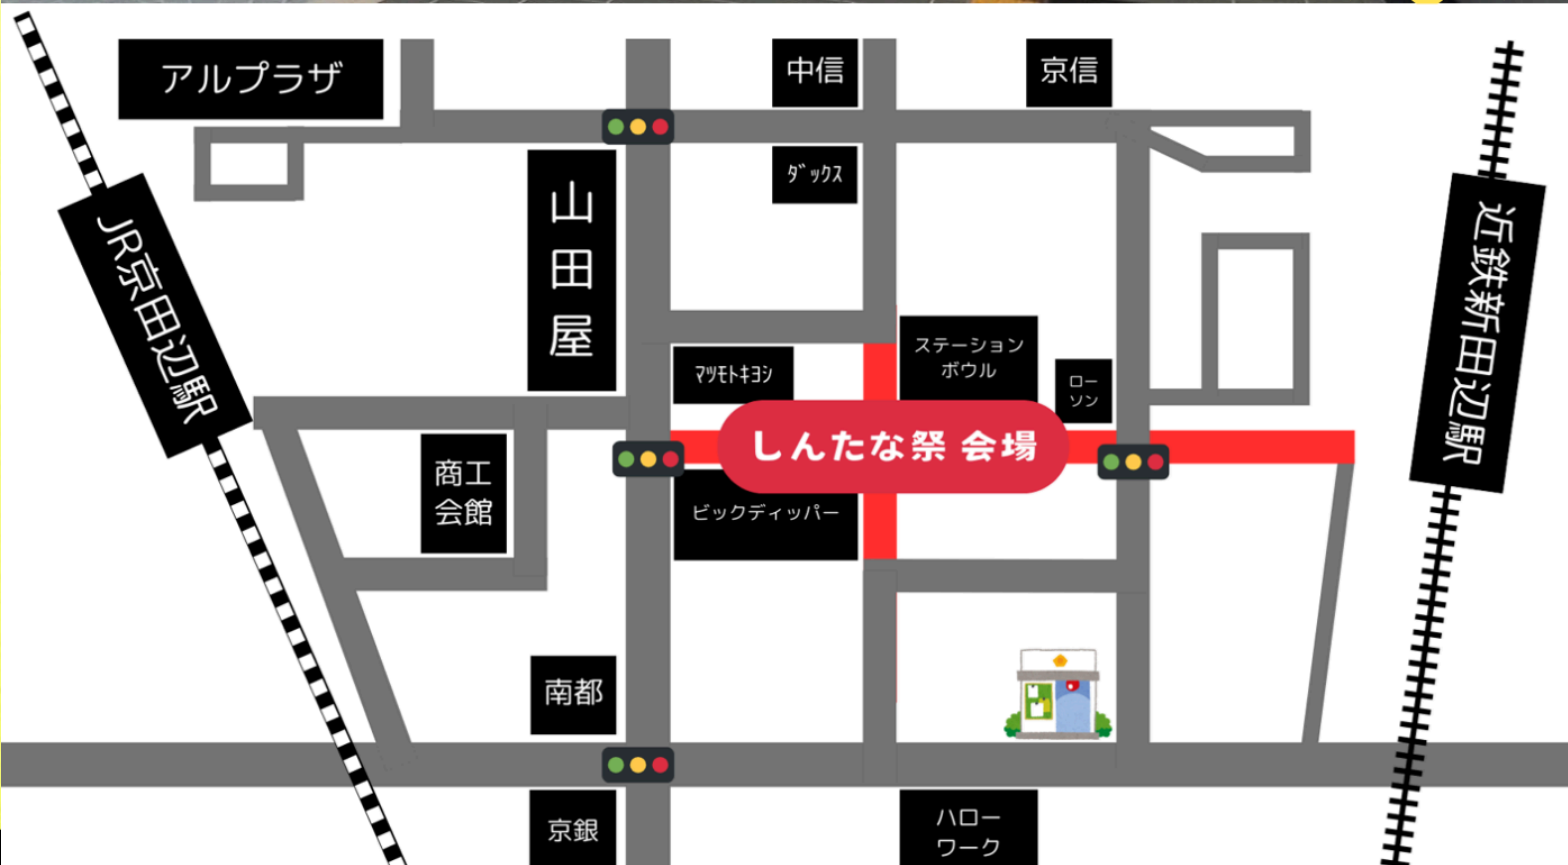 アルプラザ
中信
京信
ダックス
山田屋
JR京田辺駅
近鉄新田辺駅
マツモトキヨシ
ステーション
ボウル
ロー
ソン
しんたな祭 会場
商工
会館
ビックディッパー
南都
京銀
ハロー
ワーク